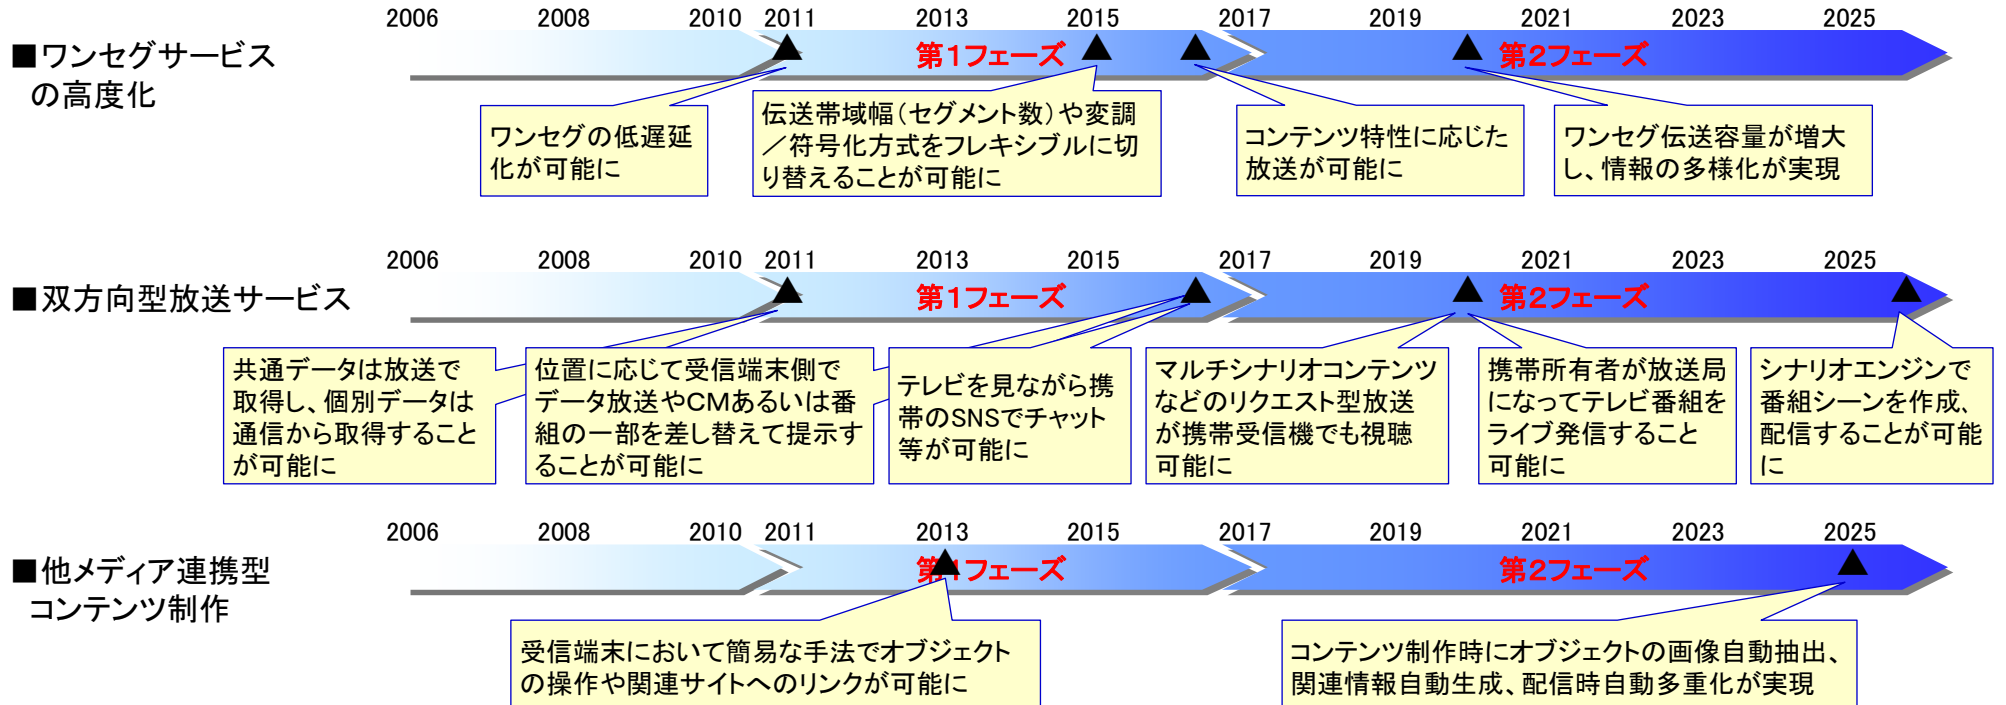 2006 2008 2010 2011 2013 2015 2017 2019 2021 2023 2025
■ワンセグサービス
の高度化
第1フェーズ
第2フェーズ
ワンセグの低遅延
化が可能に
伝送帯域幅(セグメント数)や変調
/符号化方式をフレキシブルに切
り替えることが可能に
コンテンツ特性に応じた
放送が可能に
ワンセグ伝送容量が増大
し、情報の多様化が実現
2006 2008 2010 2011 2013 2015 2017 2019 2021 2023 2025
■双方向型放送サービス
第1フェーズ
第2フェーズ
共通データは放送で
取得し、個別データは
通信から取得すること
が可能に
位置に応じて受信端末側で
データ放送やCMあるいは番
組の一部を差し替えて提示す
ることが可能に
テレビを見ながら携
帯のSNSでチャット
等が可能に
マルチシナリオコンテンツ
などのリクエスト型放送
が携帯受信機でも視聴
可能に
携帯所有者が放送局
になってテレビ番組を
ライブ発信すること
可能に
シナリオエンジンで
番組シーンを作成、
配信することが可能
に
2006 2008 2010 2011 2013 2015 2017 2019 2021 2023 2025
■他メディア連携型
コンテンツ制作
第1フェーズ
第2フェーズ
受信端末において簡易な手法でオブジェクト
の操作や関連サイトへのリンクが可能に
コンテンツ制作時にオブジェクトの画像自動抽出、
関連情報自動生成、配信時自動多重化が実現